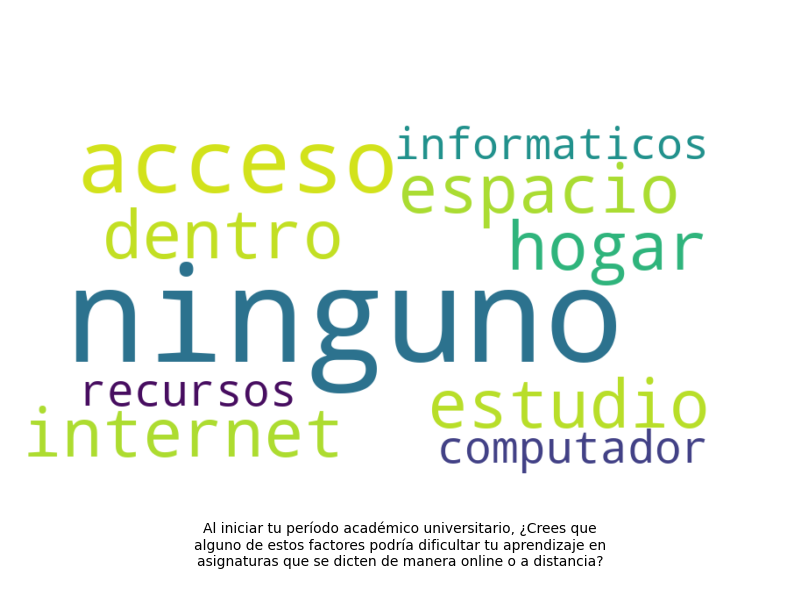 informaticos
acceso
espacio
dentro
hogar
ninguno
recursos
estudio
internet
computador
Al iniciar tu período académico universitario, ¿Crees que
alguno de estos factores podría dificultar tu aprendizaje en
asignaturas que se dicten de manera online o a distancia?